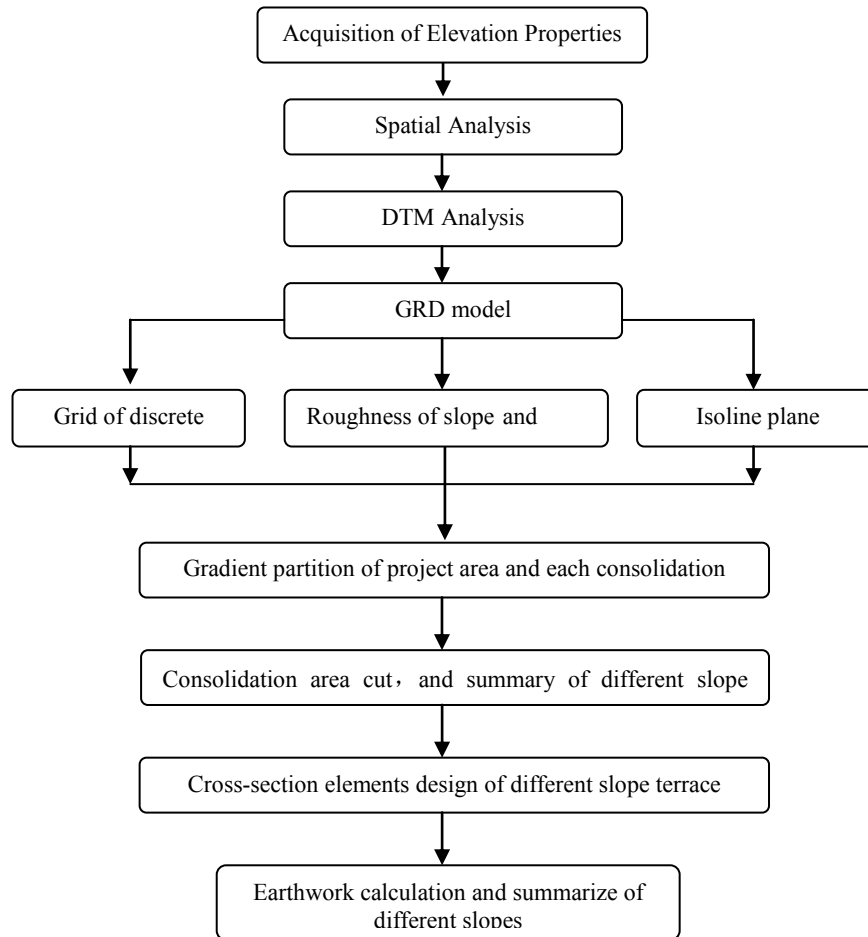 Acquisition of Elevation Properties
Spatial Analysis
DTM Analysis
GRD model
Grid of discrete
Roughness of slope and
Isoline plane
Gradient partition of project area and each consolidation
Consolidation area cut，and summary of different slope
Cross-section elements design of different slope terrace
Earthwork calculation and summarize of
different slopes